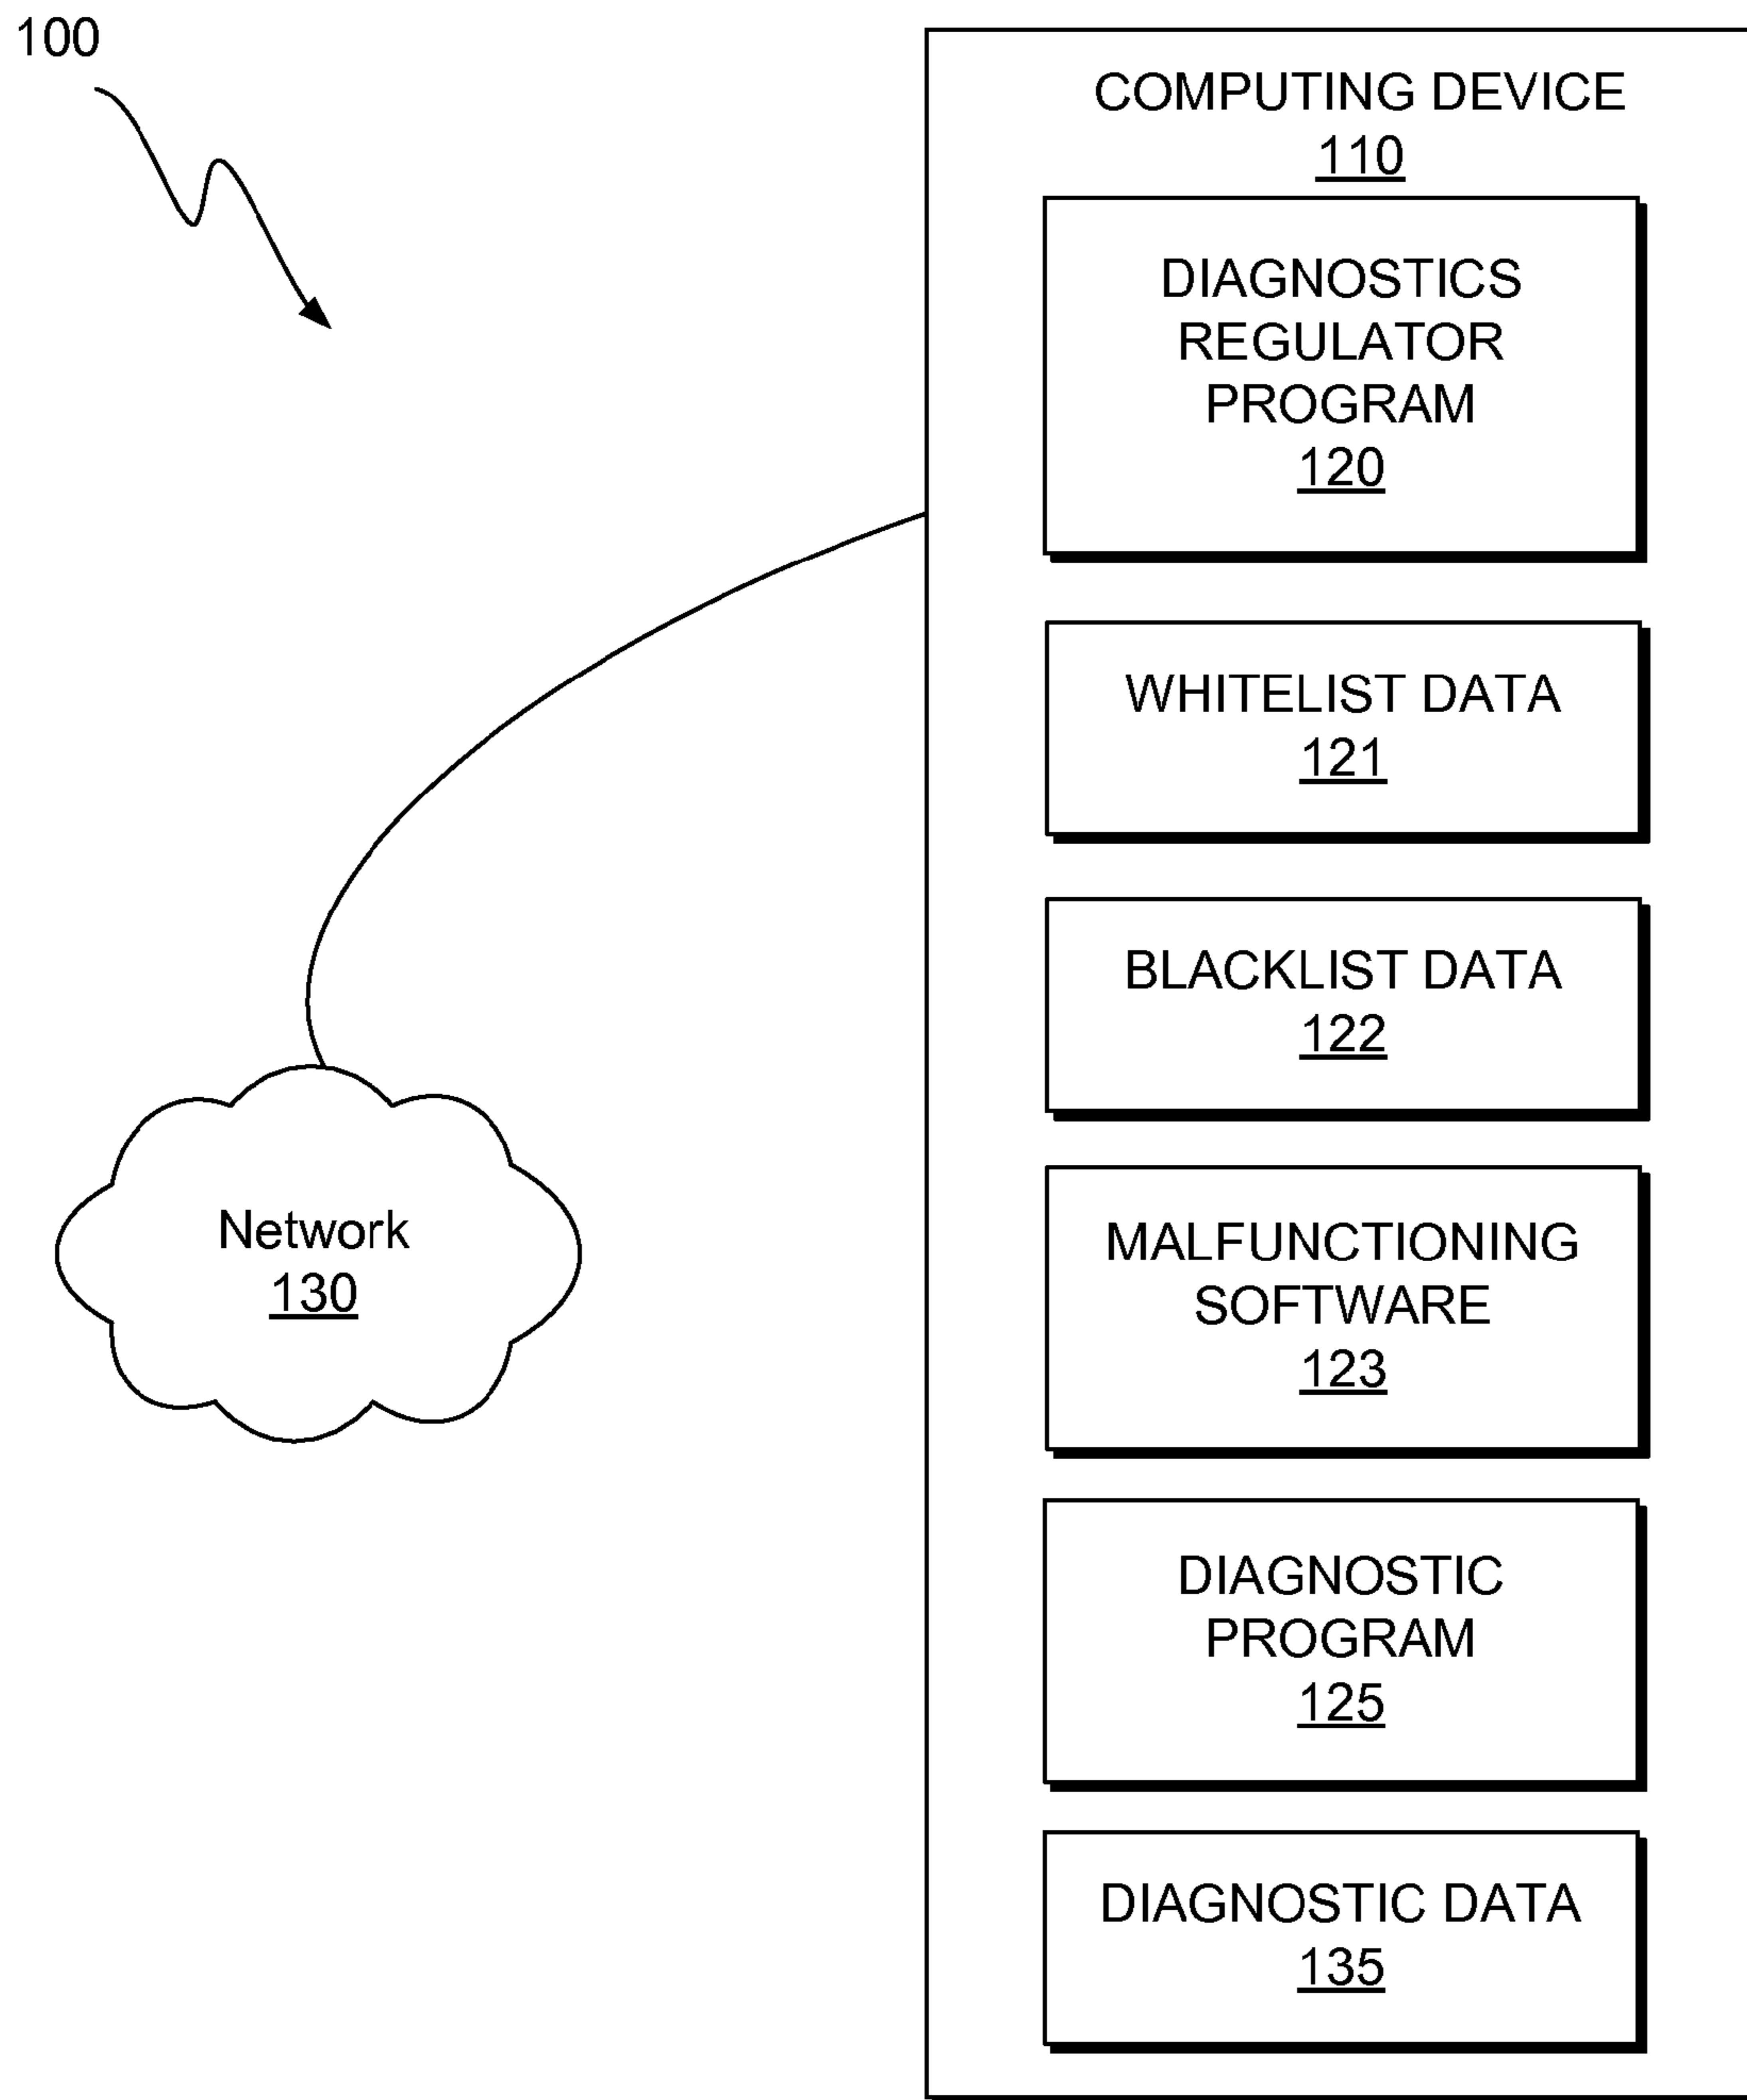 100
COMPUTING DEVICE
110
DIAGNOSTICS
REGULATOR
PROGRAM
120
WHITELIST DATA
121
BLACKLIST DATA
122
MALFUNCTIONING
SOFTWARE
123
DIAGNOSTIC
PROGRAM
125
DIAGNOSTIC DATA
135
Network
130